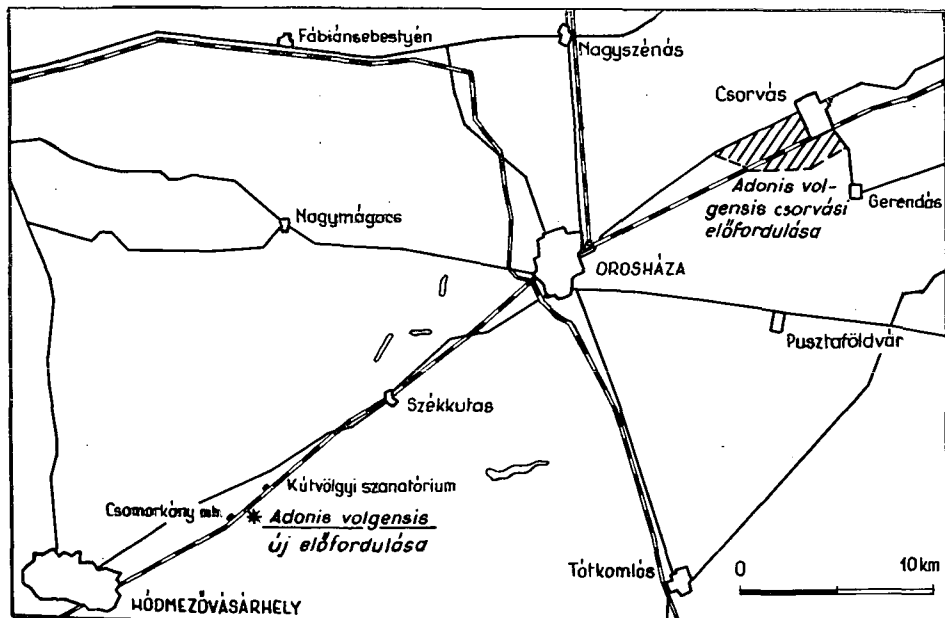 Fábiánsebestyén
Nagyszénás
Csorvás
Adonis vol-
gensis csorvási
előfordulása
Gerendás
Nagymágocs
OROSHÁZA
Pusztaföldvár
Székkutas
Kútvölgyi szanatórium
Csomorkány mh.
Adonis volgensis
új előfordulása
Tótkomlós
0
10 km
HÓDMEZŐVÁSÁRHELY